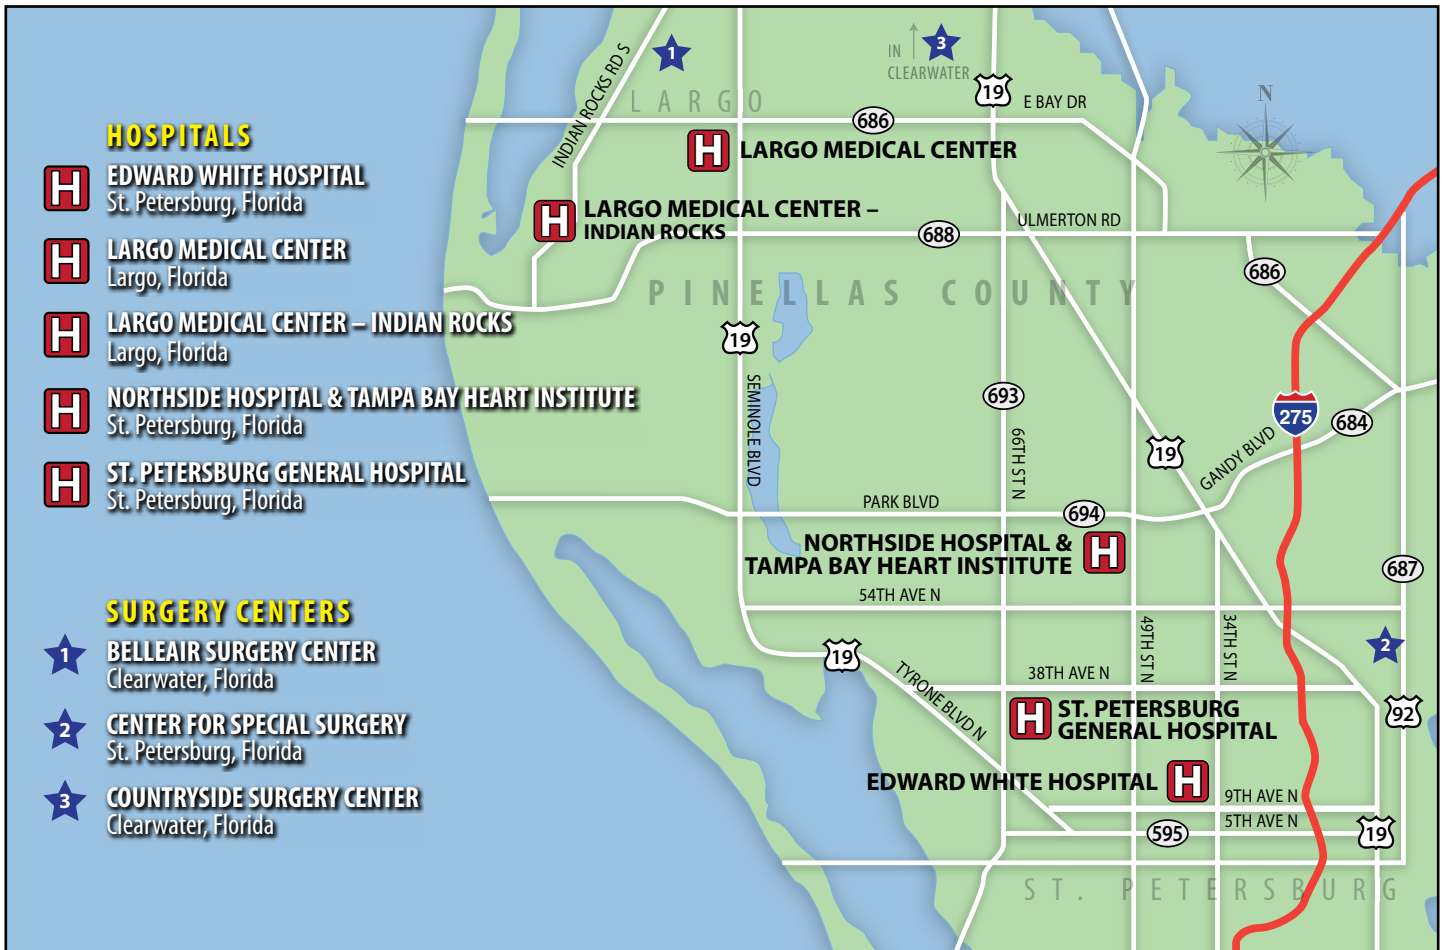 HOSPITALS
H
EDWARD WHITE HOSPITAL
St. Petersburg, Florida
H
LARGO MEDICAL CENTER
Largo, Florida
H
LARGO MEDICAL CENTER – INDIAN ROCKS
Largo, Florida
H
NORTHSIDE HOSPITAL & TAMPA BAY HEART INSTITUTE
St. Petersburg, Florida
H
ST. PETERSBURG GENERAL HOSPITAL
St. Petersburg, Florida
SURGERY CENTERS
1
BELLEAIR SURGERY CENTER
Clearwater, Florida
2
CENTER FOR SPECIAL SURGERY
St. Petersburg, Florida
3
COUNTRYSIDE SURGERY CENTER
Clearwater, Florida
1
3
IN
CLEARWATER
INDIAN ROCKS RD S
LARGO
19
E BAY DR
N
686
H
LARGO MEDICAL CENTER
H
LARGO MEDICAL CENTER –
INDIAN ROCKS
688
ULMERTON RD
686
PINELLAS COUNTY
19
SEMINOLE BLVD
693
66TH ST N
275
684
19
GANDY BLVD
PARK BLVD
694
NORTHSIDE HOSPITAL &
TAMPA BAY HEART INSTITUTE
H
687
54TH AVE N
49TH ST N
34TH ST N
2
19
TYRONE BLVD N
38TH AVE N
92
H
ST. PETERSBURG
GENERAL HOSPITAL
EDWARD WHITE HOSPITAL
H
9TH AVE N
5TH AVE N
595
19
ST. PETERSBURG